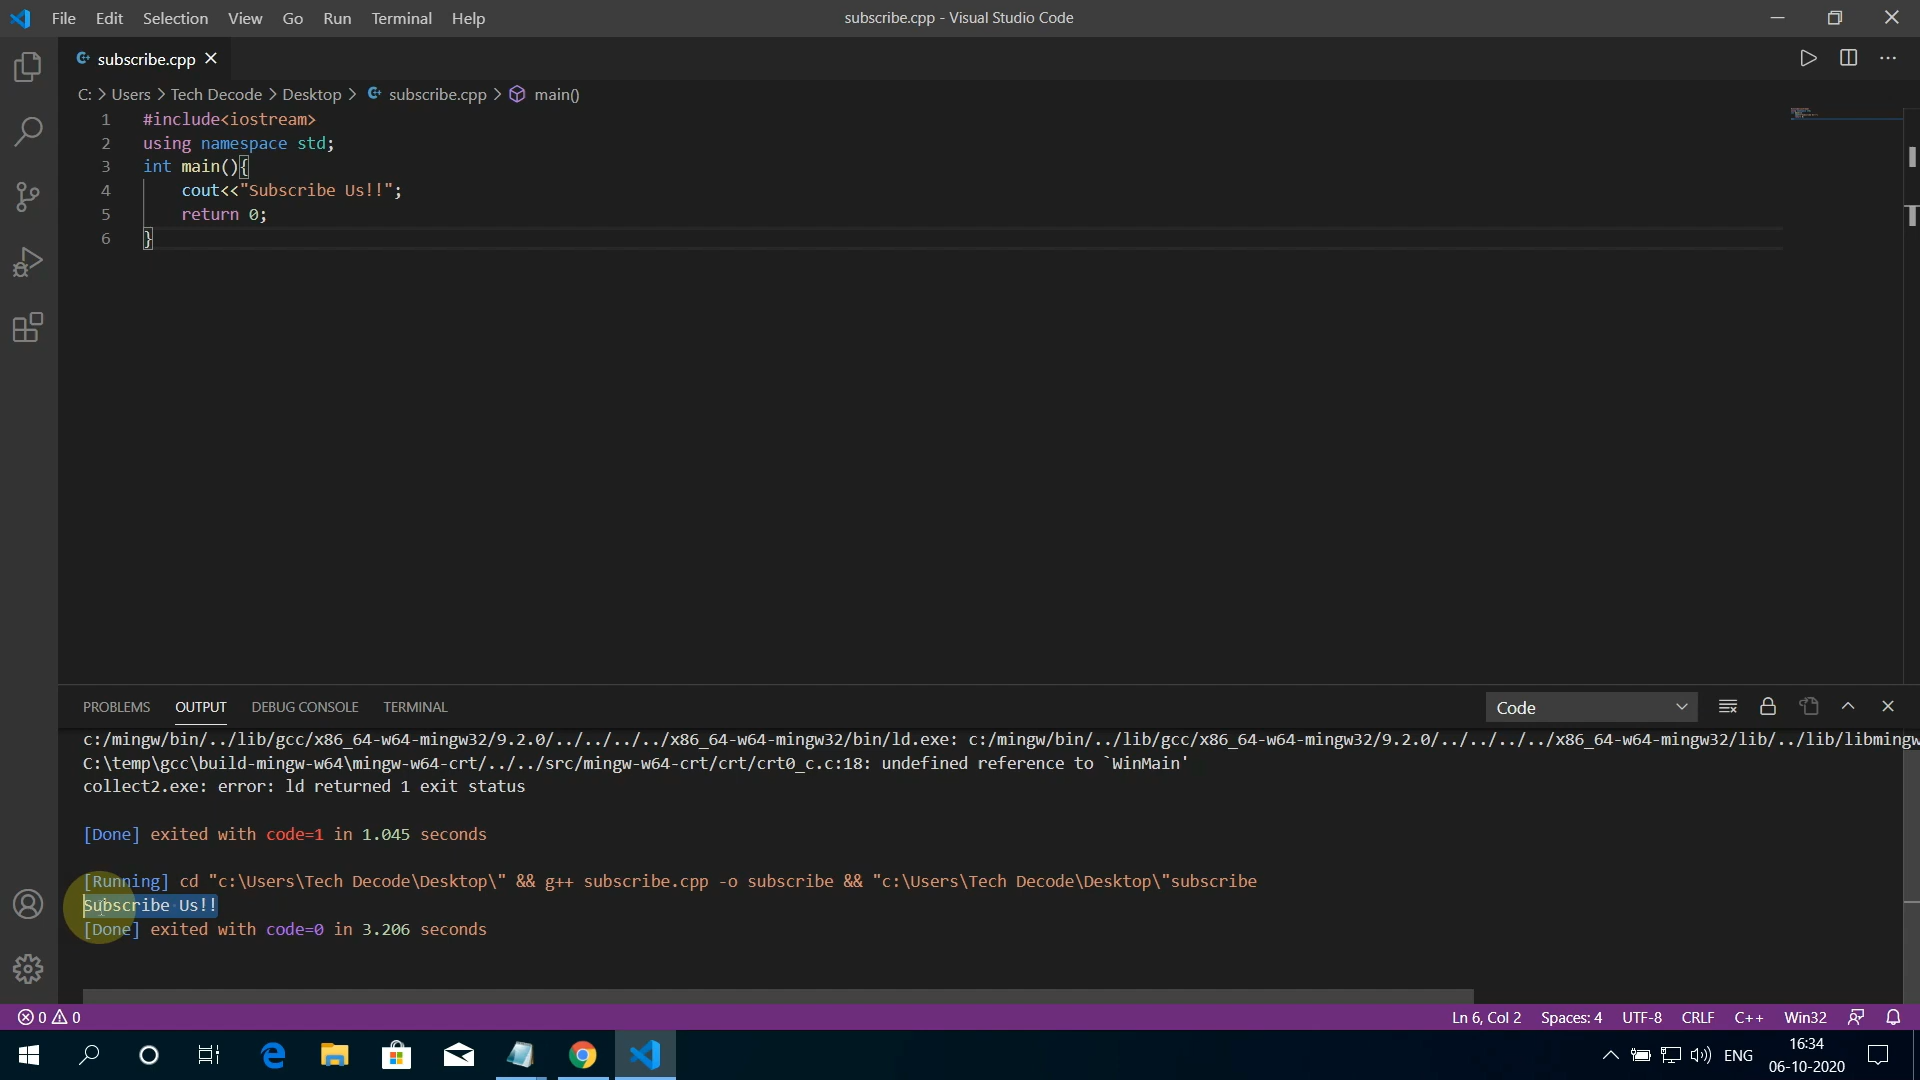 File Edit Selection View Go Run Terminal Help
subscribe.cpp - Visual Studio Code
subscribe.cpp
C: > Users > Tech Decode > Desktop > subscribe.cpp > main()
1 #include<iostream>
2 using namespace std;
3 int main(){
4 cout<<"Subscribe Us!!";
5 return 0;
6 }
PROBLEMS OUTPUT DEBUG CONSOLE TERMINAL
Code
c:/mingw/bin/../lib/gcc/x86_64-w64-mingw32/9.2.0/../../../../x86_64-w64-mingw32/bin/ld.exe: c:/mingw/bin/../lib/gcc/x86_64-w64-mingw32/9.2.0/../../../../x86_64-w64-mingw32/lib/../lib/libmingw
C:\temp\gcc\build-mingw-w64\mingw-w64-crt/../../src/mingw-w64-crt/crt/crt0_c.c:18: undefined reference to `WinMain'
collect2.exe: error: ld returned 1 exit status
[Done] exited with code=1 in 1.045 seconds
[Running] cd "c:\Users\Tech Decode\Desktop\" && g++ subscribe.cpp -o subscribe && "c:\Users\Tech Decode\Desktop\"subscribe
Subscribe Us!!
[Done] exited with code=0 in 3.206 seconds
0 0
Ln 6, Col 2 Spaces: 4 UTF-8 CRLF C++ Win32
ENG
16:34
06-10-2020